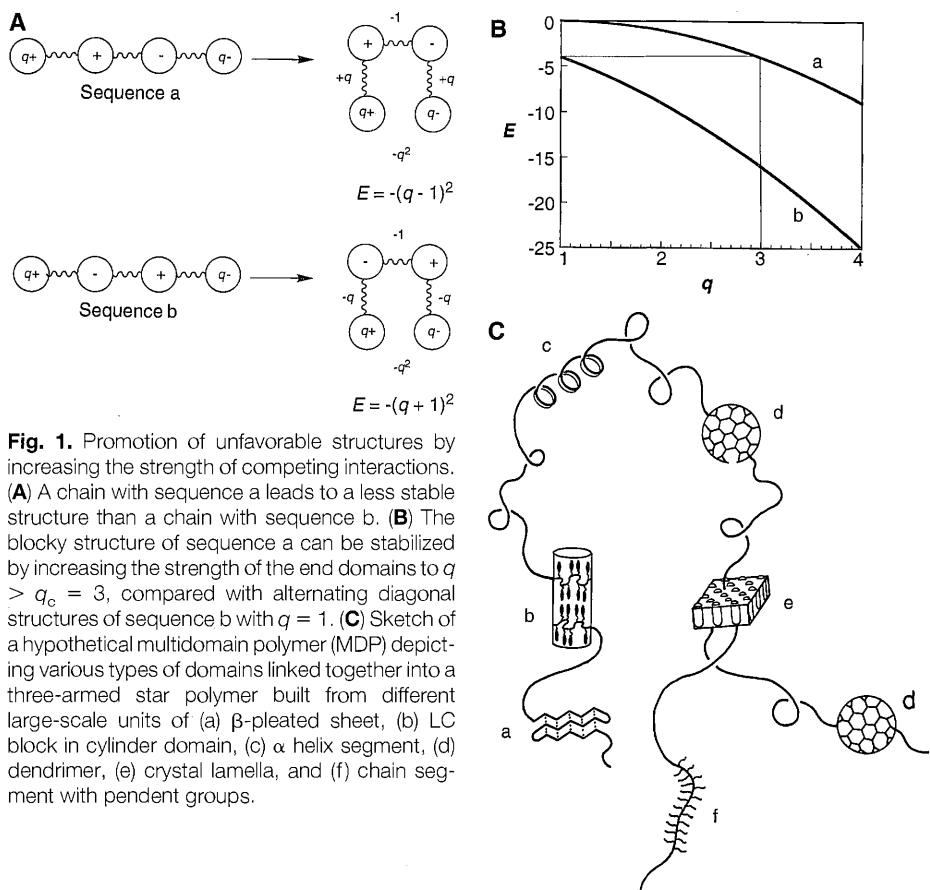 A
q+ + - q-
Sequence a
-1
+ -
+q +q
q+ q-
-q²
E = -(q - 1)²
q+ - + q-
Sequence b
-1
- +
-q -q
q+ q-
-q²
E = -(q + 1)²
Fig. 1. Promotion of unfavorable structures by
increasing the strength of competing interactions.
(A) A chain with sequence a leads to a less stable
structure than a chain with sequence b. (B) The
blocky structure of sequence a can be stabilized
by increasing the strength of the end domains to q
> qc = 3, compared with alternating diagonal
structures of sequence b with q = 1. (C) Sketch of
a hypothetical multidomain polymer (MDP) depict-
ing various types of domains linked together into a
three-armed star polymer built from different
large-scale units of (a) β-pleated sheet, (b) LC
block in cylinder domain, (c) α helix segment, (d)
dendrimer, (e) crystal lamella, and (f) chain seg-
ment with pendent groups.
B
0
-5
-10
-15
-20
-25
E
a
b
1 2 3 4
q
C
c
d
b
e
a
d
f